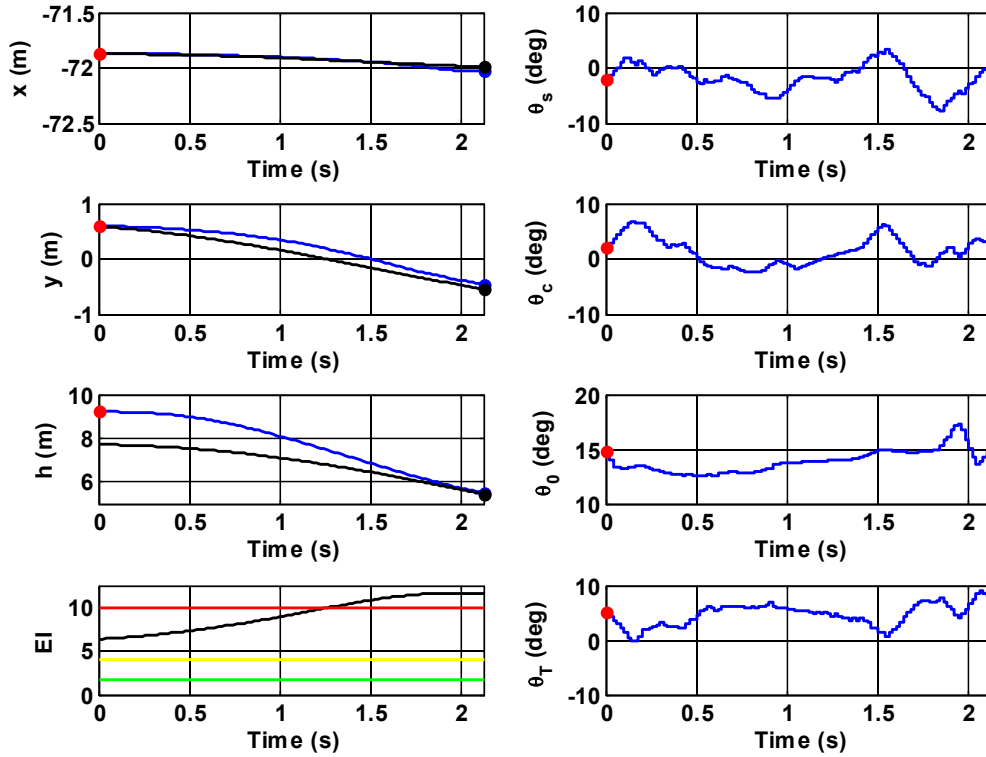 -71.5
-72
-72.5
x (m)
0 0.5 1 1.5 2
Time (s)
10
0
-10
θs (deg)
0 0.5 1 1.5 2
Time (s)
1
0
-1
y (m)
0 0.5 1 1.5 2
Time (s)
10
0
-10
θc (deg)
0 0.5 1 1.5 2
Time (s)
10
8
6
h (m)
0 0.5 1 1.5 2
Time (s)
20
15
10
θ0 (deg)
0 0.5 1 1.5 2
Time (s)
10
5
0
EI
0 0.5 1 1.5 2
Time (s)
10
0
-10
θT (deg)
0 0.5 1 1.5 2
Time (s)